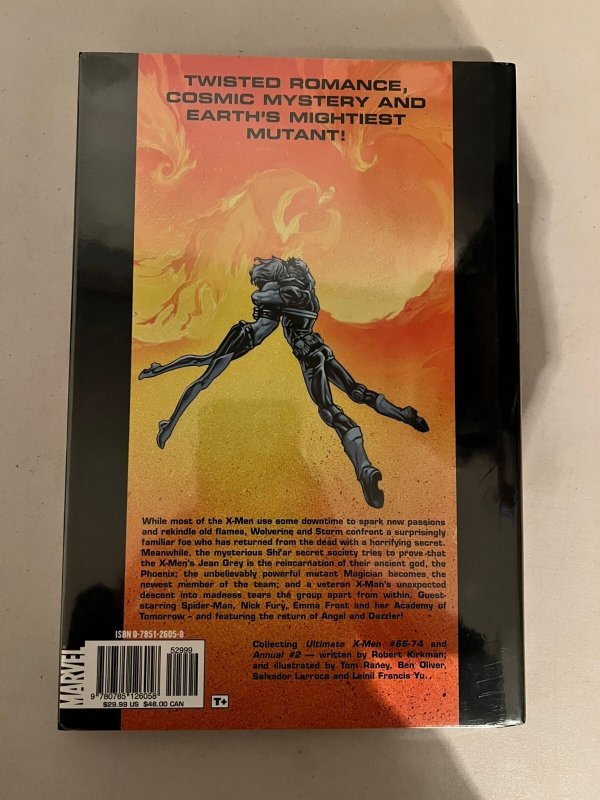 TWISTED ROMANCE,
COSMIC MYSTERY AND
EARTH'S MIGHTIEST
MUTANT!
While most of the X-Men use some downtime to spark new passions
and rekindle old flames, Wolverine and Storm confront a surprisingly
familiar foe who has returned from the dead with a horrifying secret.
Meanwhile, the mysterious Shi'ar secret society tries to prove that
the X-Men's Jean Grey is the reincarnation of their ancient god, the
Phoenix; the unbelievably powerful mutant Magician becomes the
newest member of the team; and a veteran X-Man's unexpected
descent into madness tears the group apart from within. Guest-
starring Spider-Man, Nick Fury, Emma Frost and her Academy of
Tomorrow – and featuring the return of Angel and Dazzler!
Collecting Ultimate X-Men #66-74 and
Annual #2 — written by Robert Kirkman;
and illustrated by Tom Raney, Ben Oliver,
Salvador Larroca and Leinil Francis Yu.
MARVEL
ISBN 0-7851-2605-8
52999
9 780785 126058
$29.99 US $48.00 CAN
T+